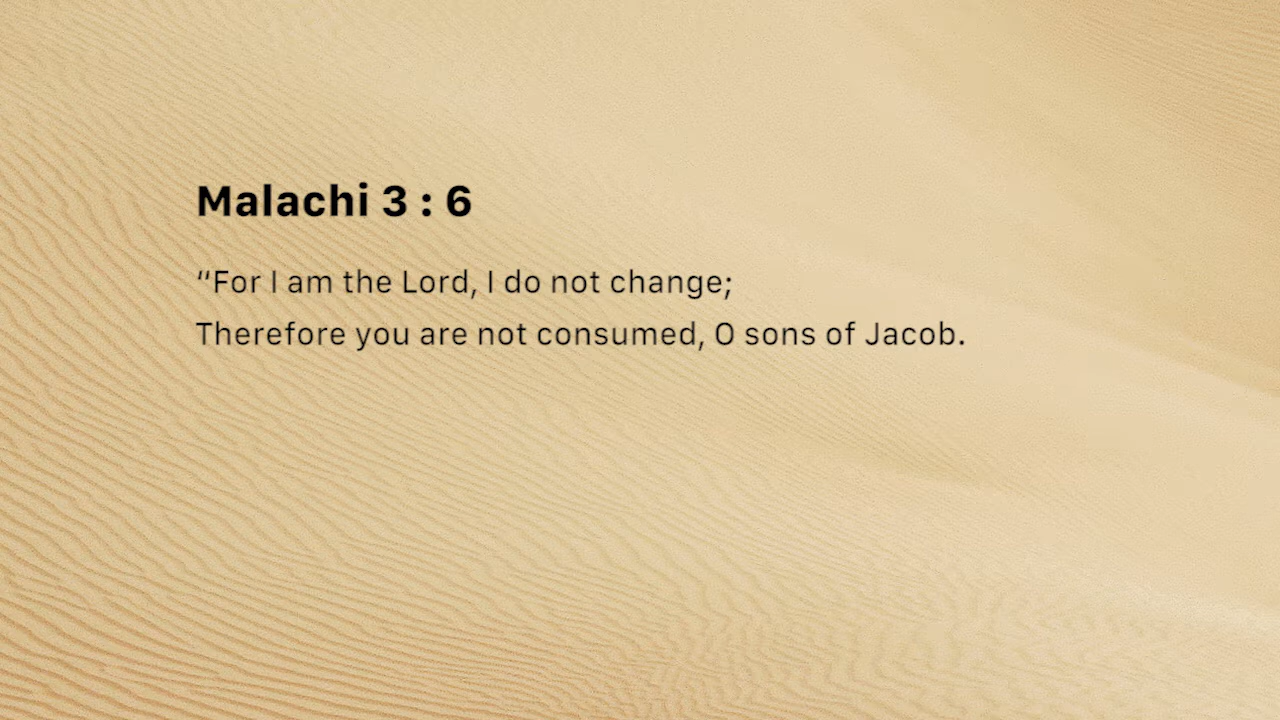 Malachi 3 : 6
“For I am the Lord, I do not change;
Therefore you are not consumed, O sons of Jacob.